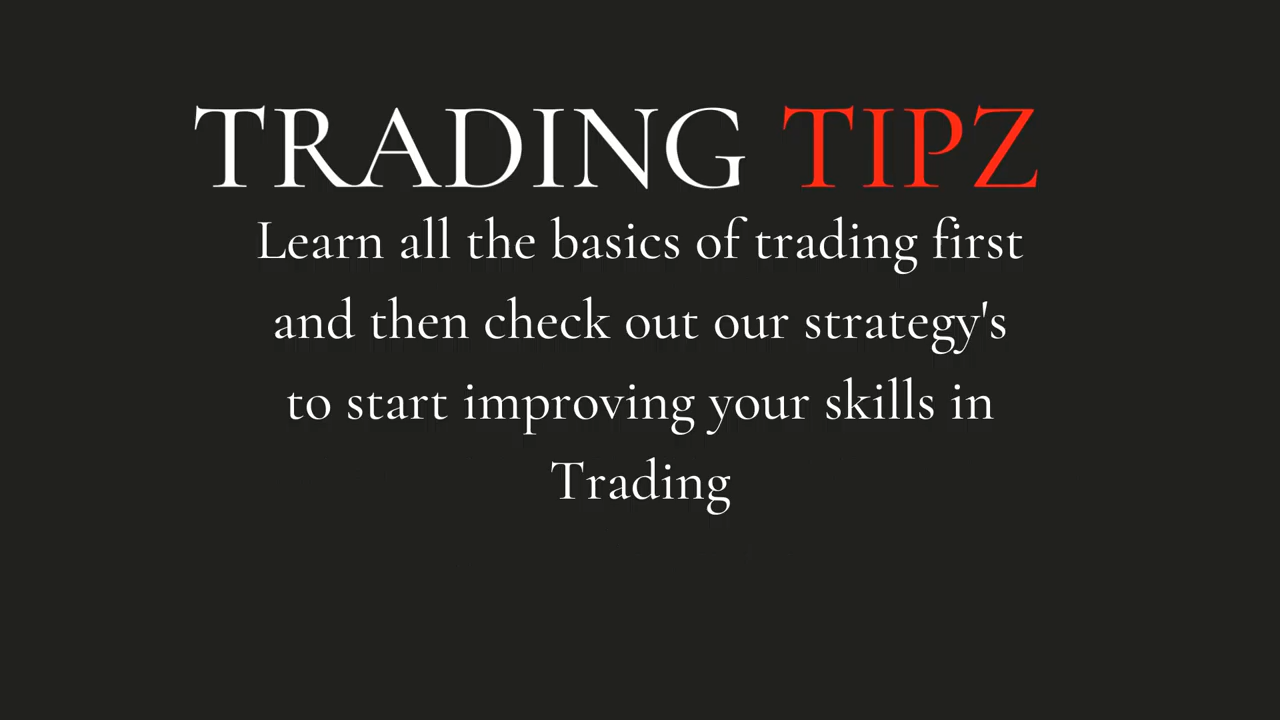 TRADING TIPZ
Learn all the basics of trading first
and then check out our strategy's
to start improving your skills in
Trading